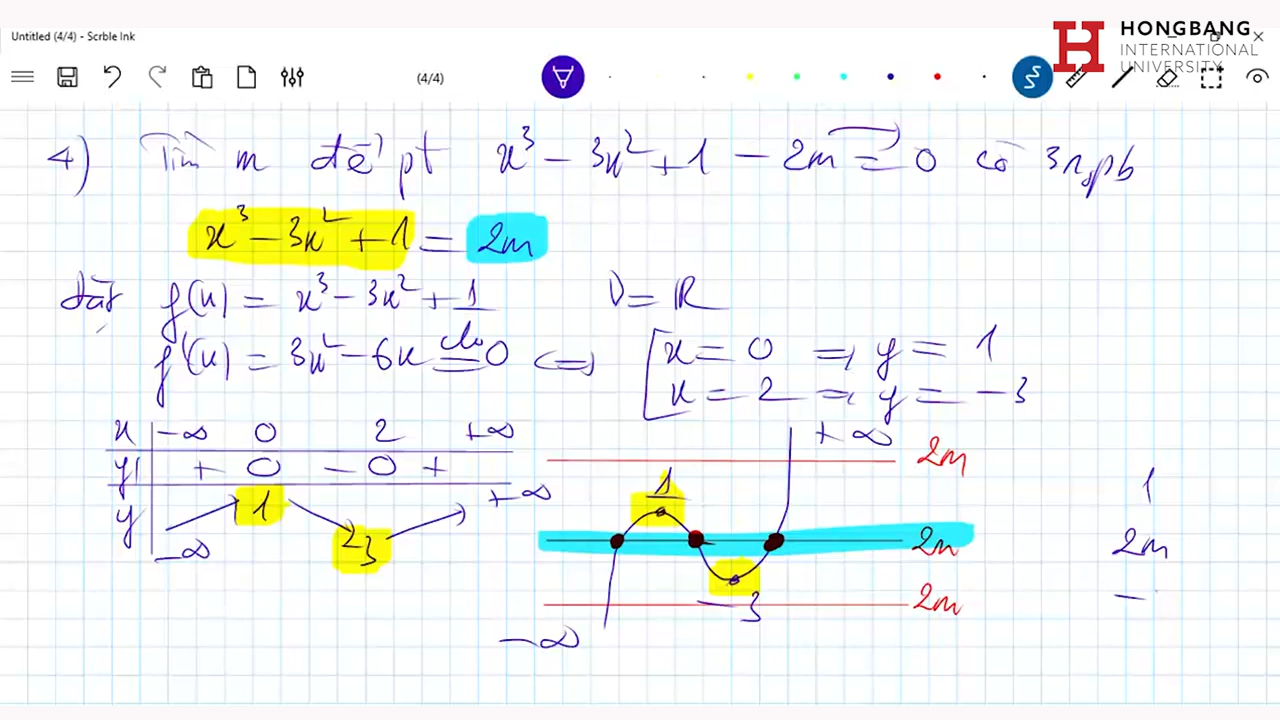 Untitled (4/4) - Scrble Ink
HONGBANG
INTERNATIONAL
UNIVERSITY
(4/4)
4) Tìm m để pt x³ - 3x² + 1 - 2m = 0 có 3n₀pb
x³ - 3x² + 1 = 2m
đặt f(x) = x³ - 3x² + 1 D = R
f'(x) = 3x² - 6x = 0 ⇔ [ x = 0 ⇒ y = 1
x = 2 ⇒ y = -3
x -∞ 0 2 +∞
y' + 0 - 0 +
y -∞ 1 -3 +∞
+∞
2m
1
2m
-3
2m
-∞
1
2m
-